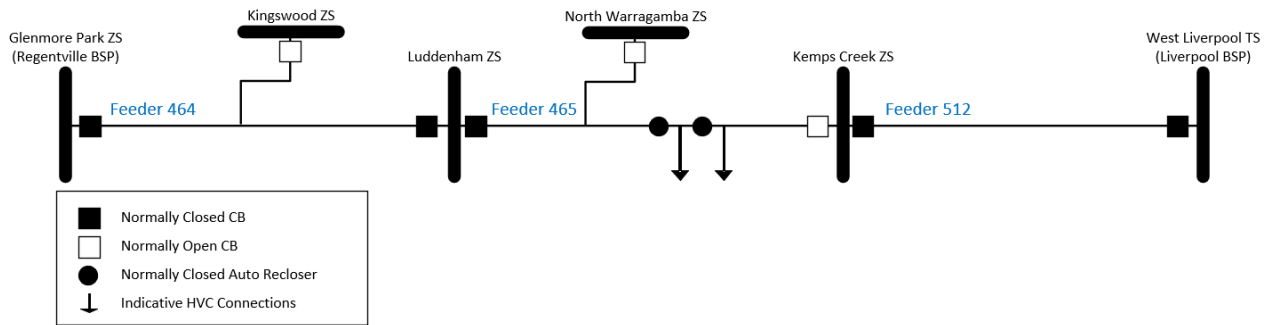 Kingswood ZS
North Warragamba ZS
Glenmore Park ZS
(Regentville BSP)
Luddenham ZS
Kemps Creek ZS
West Liverpool TS
(Liverpool BSP)
Feeder 464
Feeder 465
Feeder 512
Normally Closed CB
Normally Open CB
Normally Closed Auto Recloser
Indicative HVC Connections